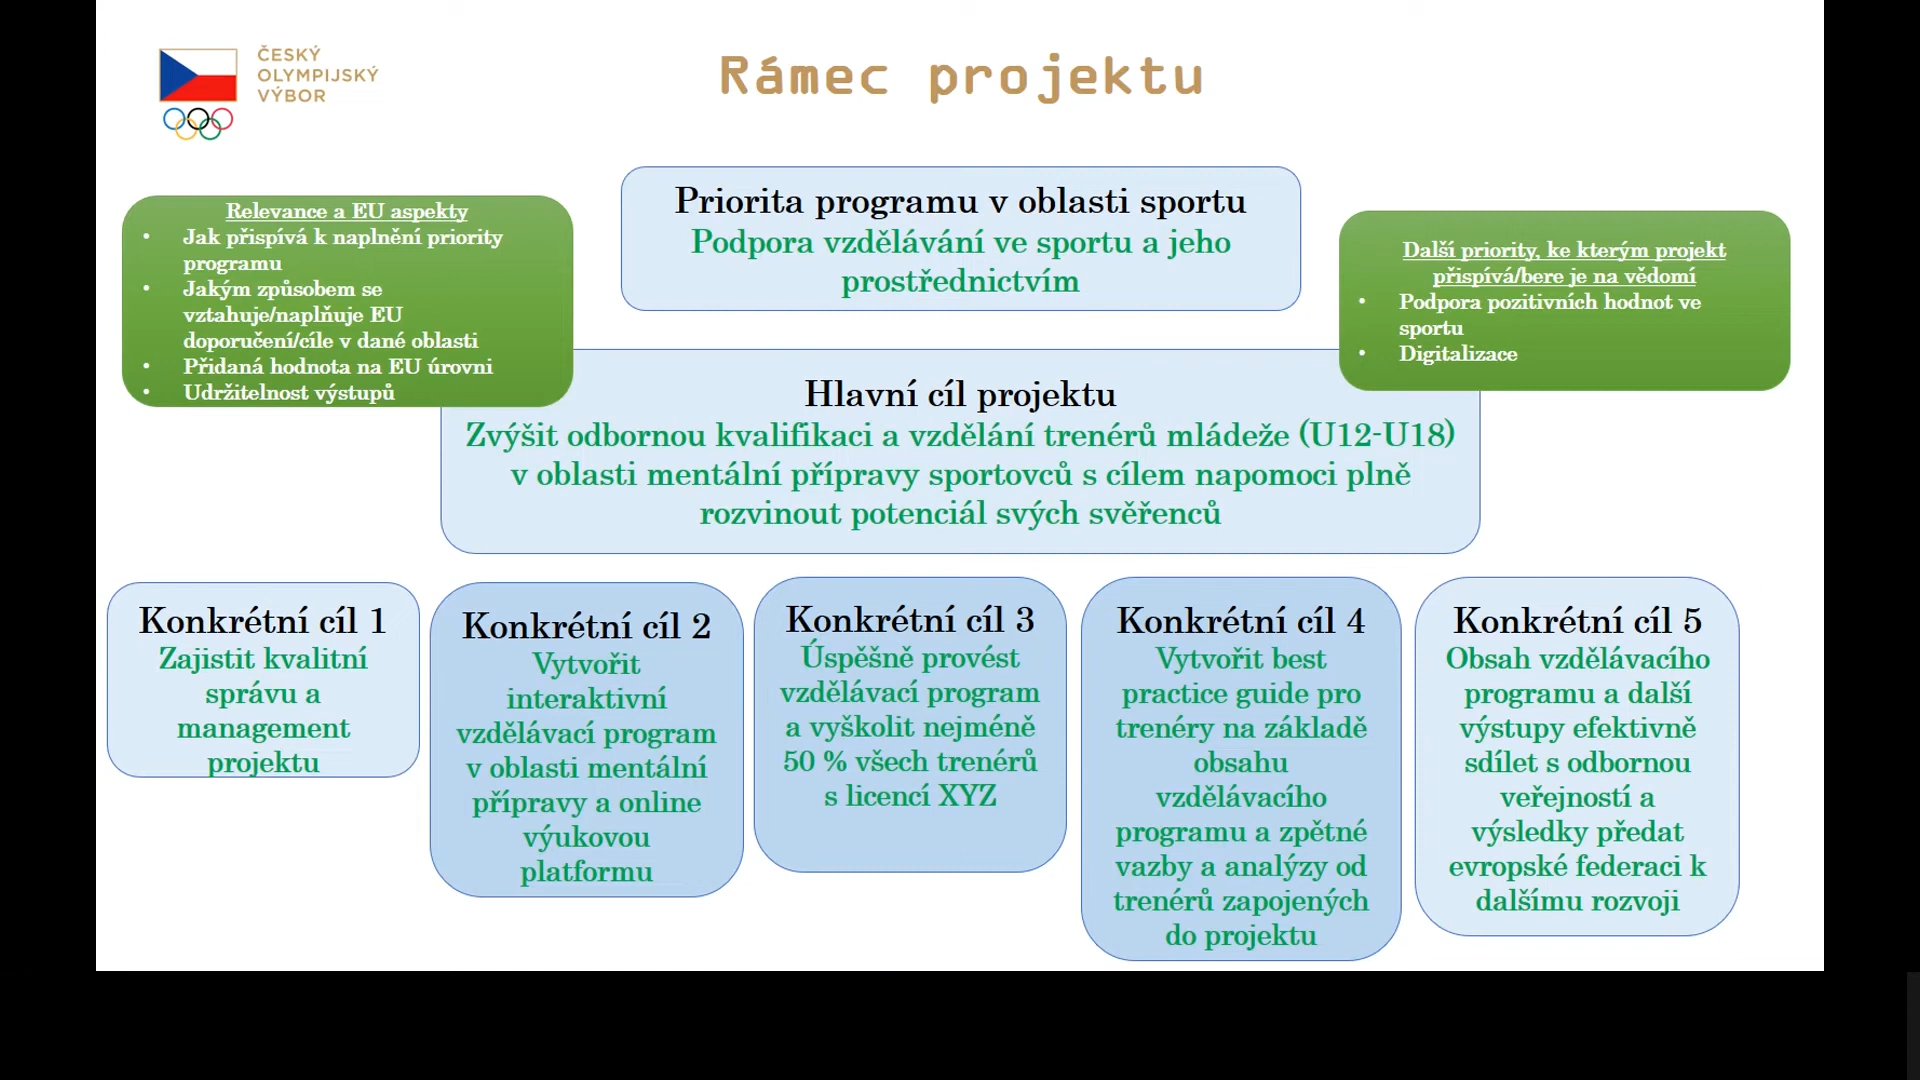 ČESKÝ
OLYMPIJSKÝ
VÝBOR
Rámec projektu
Relevance a EU aspekty
• Jak přispívá k naplnění priority
programu
• Jakým způsobem se
vztahuje/naplňuje EU
doporučení/cíle v dané oblasti
• Přidaná hodnota na EU úrovni
• Udržitelnost výstupů
Priorita programu v oblasti sportu
Podpora vzdělávání ve sportu a jeho
prostřednictvím
Další priority, ke kterým projekt
přispívá/bere je na vědomí
• Podpora pozitivních hodnot ve
sportu
• Digitalizace
Hlavní cíl projektu
Zvýšit odbornou kvalifikaci a vzdělání trenérů mládeže (U12-U18)
v oblasti mentální přípravy sportovců s cílem napomoci plně
rozvinout potenciál svých svěřenců
Konkrétní cíl 1
Zajistit kvalitní
správu a
management
projektu
Konkrétní cíl 2
Vytvořit
interaktivní
vzdělávací program
v oblasti mentální
přípravy a online
výukovou
platformu
Konkrétní cíl 3
Úspěšně provést
vzdělávací program
a vyškolit nejméně
50 % všech trenérů
s licencí XYZ
Konkrétní cíl 4
Vytvořit best
practice guide pro
trenéry na základě
obsahu
vzdělávacího
programu a zpětné
vazby a analýzy od
trenérů zapojených
do projektu
Konkrétní cíl 5
Obsah vzdělávacího
programu a další
výstupy efektivně
sdílet s odbornou
veřejností a
výsledky předat
evropské federaci k
dalšímu rozvoji